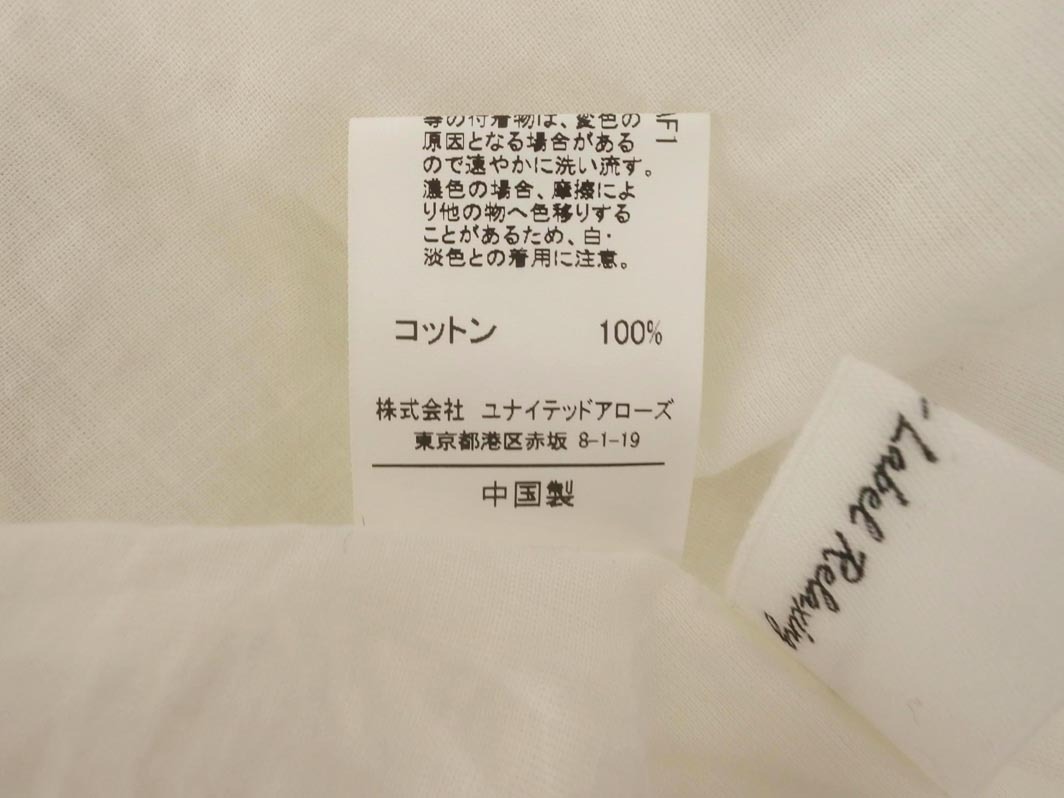 等の付着物は、変色の
原因となる場合がある
ので速やかに洗い流す。
濃色の場合、摩擦によ
り他の物へ色移りする
ことがあるため、白・
淡色との着用に注意。
F1
コットン 100%
株式会社 ユナイテッドアローズ
東京都港区赤坂 8-1-19
中国製
Label Relaxing